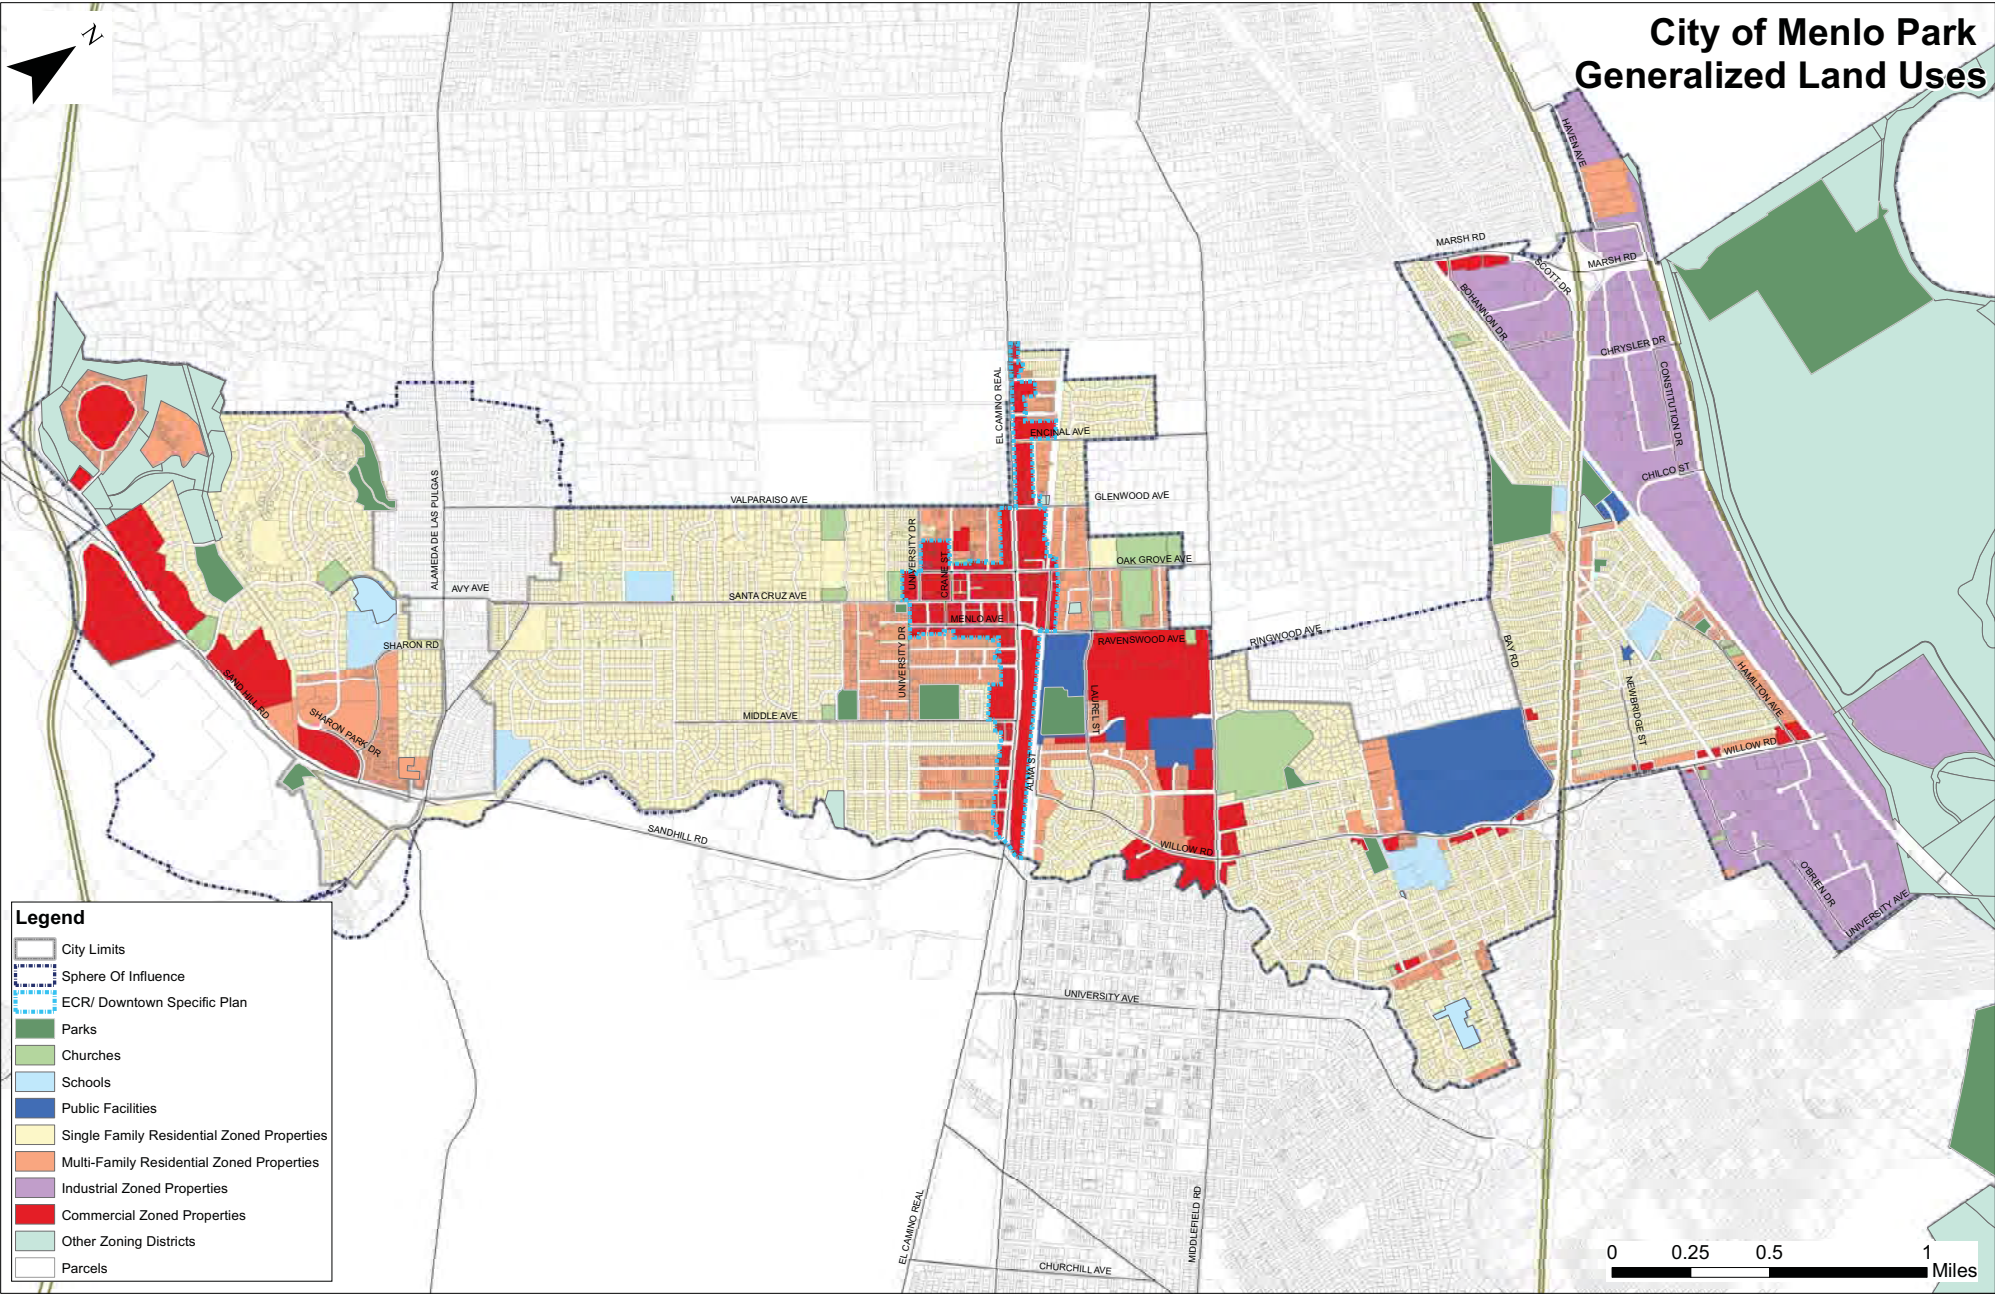 City of Menlo Park
Generalized Land Uses
N
HAVEN AVE
MARSH RD
MARSH RD
SCOTT DR
BOHANNON DR
CHRYSLER DR
CONSTITUTION DR
CHILCO ST
EL CAMINO REAL
ENCINAL AVE
ALAMEDA DE LAS PULGAS
VALPARAISO AVE
GLENWOOD AVE
UNIVERSITY DR
CRANE ST
OAK GROVE AVE
AVY AVE
SANTA CRUZ AVE
MENLO AVE
RAVENSWOOD AVE
RINGWOOD AVE
BAY RD
SHARON RD
UNIVERSITY DR
SAND HILL RD
SHARON PARK DR
MIDDLE AVE
LAUREL ST
NEWBRIDGE ST
HAMILTON AVE
WILLOW RD
ALMA ST
SANDHILL RD
WILLOW RD
O'BRIEN DR
UNIVERSITY AVE
UNIVERSITY AVE
EL CAMINO REAL
MIDDLEFIELD RD
CHURCHILL AVE
Legend
City Limits
Sphere Of Influence
ECR/ Downtown Specific Plan
Parks
Churches
Schools
Public Facilities
Single Family Residential Zoned Properties
Multi-Family Residential Zoned Properties
Industrial Zoned Properties
Commercial Zoned Properties
Other Zoning Districts
Parcels
0 0.25 0.5 1
Miles